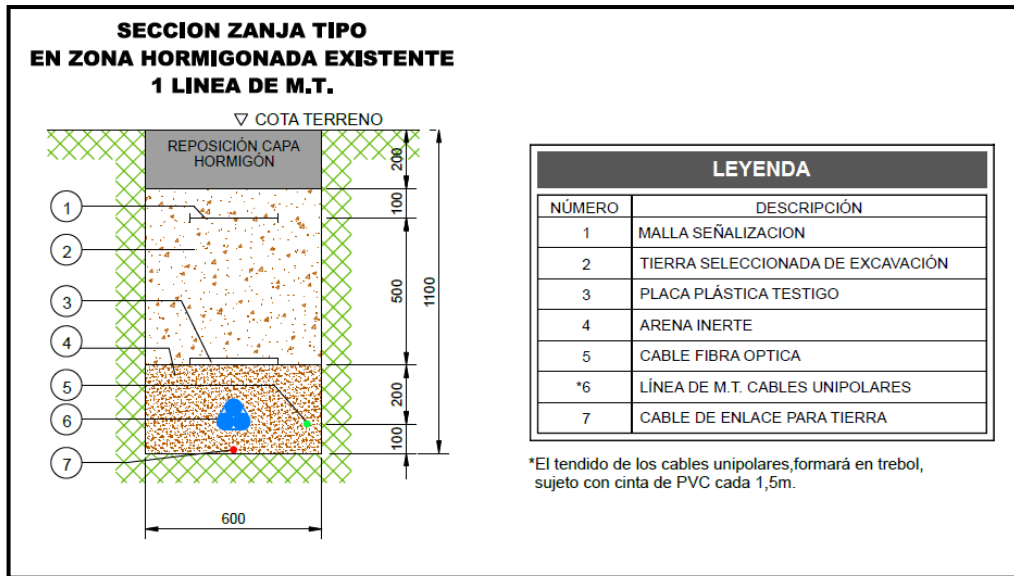 SECCION ZANJA TIPO
EN ZONA HORMIGONADA EXISTENTE
1 LINEA DE M.T.
COTA TERRENO
REPOSICIÓN CAPA
HORMIGÓN
200
100
500
1100
200
100
600
1
2
3
4
5
6
7
LEYENDA
NÚMERO DESCRIPCIÓN
1 MALLA SEÑALIZACION
2 TIERRA SELECCIONADA DE EXCAVACIÓN
3 PLACA PLÁSTICA TESTIGO
4 ARENA INERTE
5 CABLE FIBRA OPTICA
*6 LÍNEA DE M.T. CABLES UNIPOLARES
7 CABLE DE ENLACE PARA TIERRA
*El tendido de los cables unipolares,formará en trebol,
sujeto con cinta de PVC cada 1,5m.